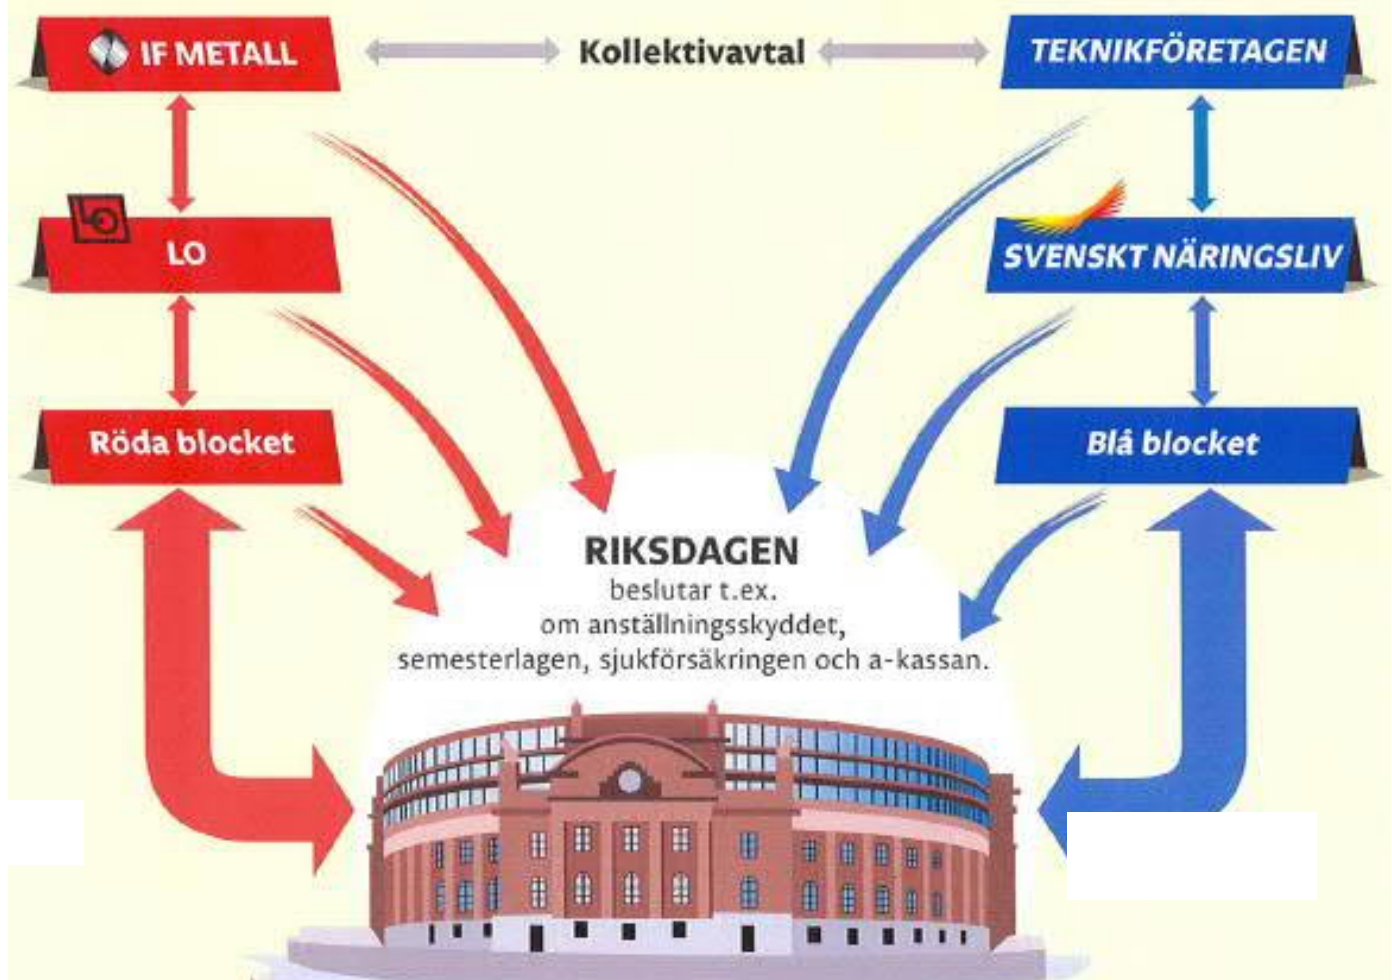 IF METALL
Kollektivavtal
TEKNIKFÖRETAGEN
LO
LO
SVENSKT NÄRINGSLIV
Röda blocket
Blå blocket
RIKSDAGEN
beslutar t.ex.
om anställningsskyddet,
semesterlagen, sjukförsäkringen och a-kassan.